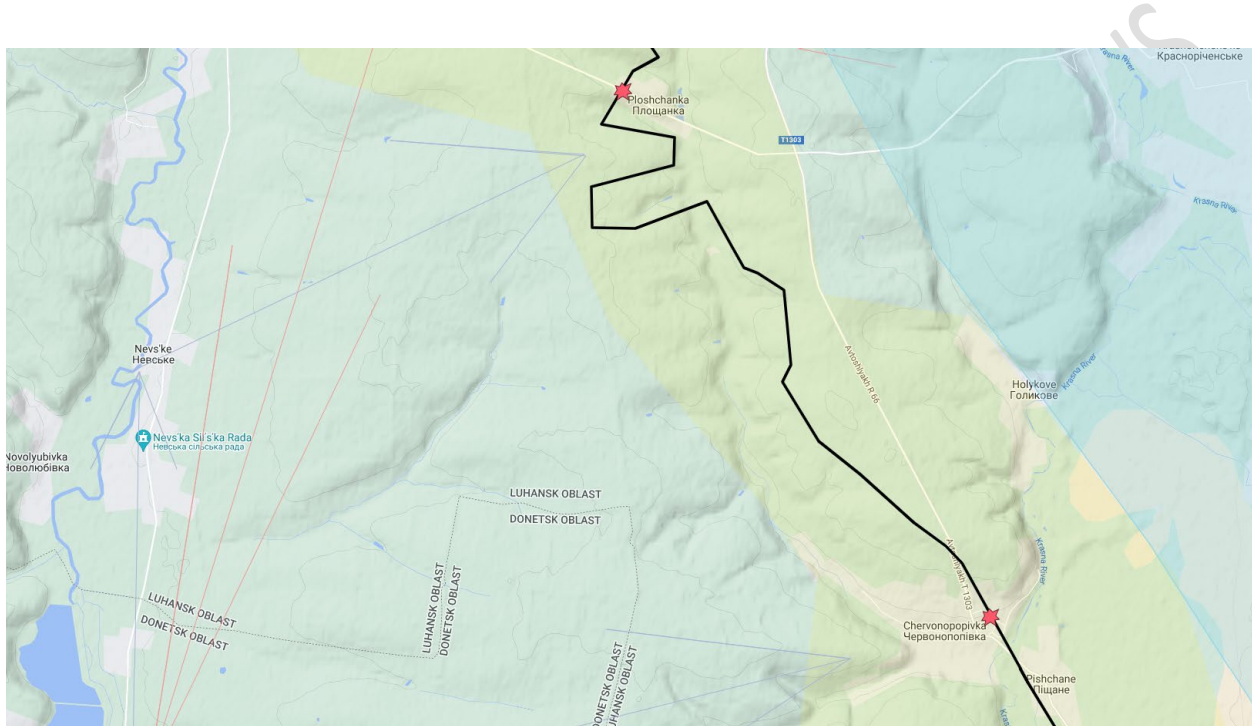 Красноріченське
Krasna River
Ploshchanka
Площанка
T1303
Krasna River
Nevs'ke
Невське
Avtoshlyakh R 66
Krasna River
Holykove
Голикове
Nevs'ka Sil's'ka Rada
Невська сільська рада
Novolyubivka
Новолюбівка
LUHANSK OBLAST
DONETSK OBLAST
LUHANSK OBLAST
DONETSK OBLAST
LUHANSK OBLAST
DONETSK OBLAST
Avtoshlyakh T 1303
Krasna River
Chervonopopivka
Червонопопівка
DONETSK OBLAST
LUHANSK OBLAST
Pishchane
Піщане